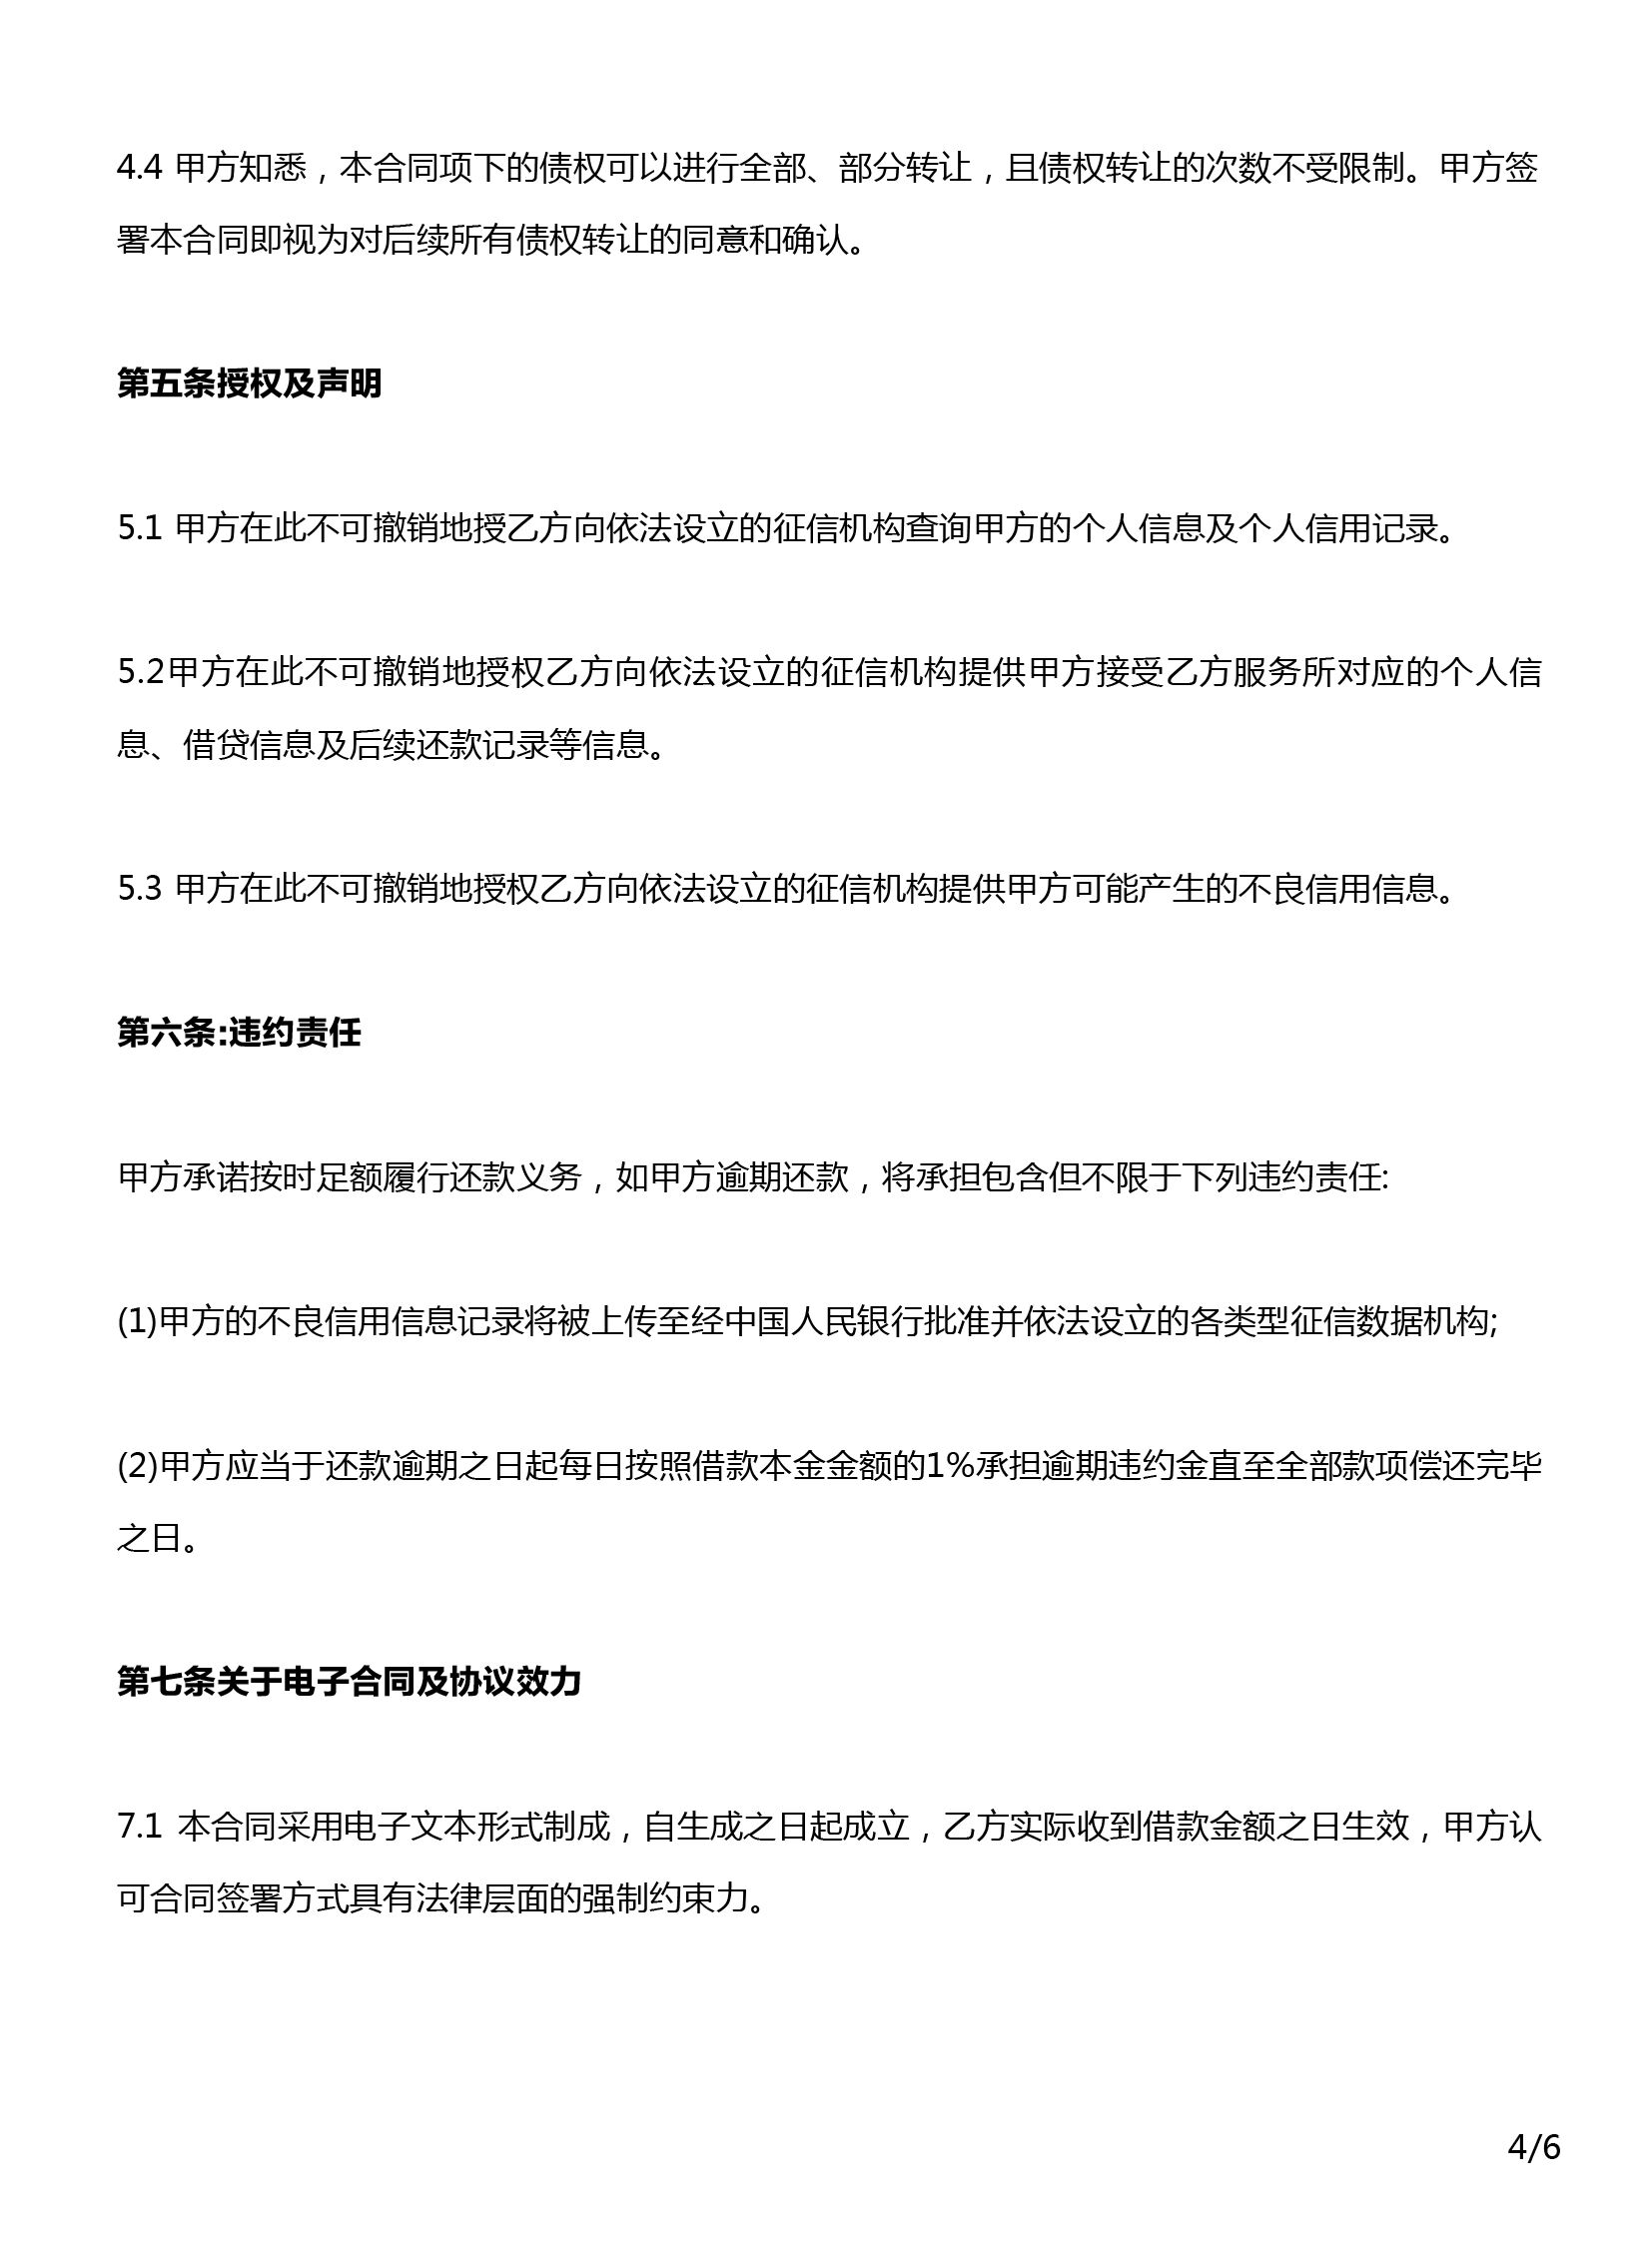 4.4 甲方知悉，本合同项下的债权可以进行全部、部分转让，且债权转让的次数不受限制。甲方签
署本合同即视为对后续所有债权转让的同意和确认。
第五条授权及声明
5.1 甲方在此不可撤销地授乙方向依法设立的征信机构查询甲方的个人信息及个人信用记录。
5.2甲方在此不可撤销地授权乙方向依法设立的征信机构提供甲方接受乙方服务所对应的个人信
息、借贷信息及后续还款记录等信息。
5.3 甲方在此不可撤销地授权乙方向依法设立的征信机构提供甲方可能产生的不良信用信息。
第六条:违约责任
甲方承诺按时足额履行还款义务，如甲方逾期还款，将承担包含但不限于下列违约责任:
(1)甲方的不良信用信息记录将被上传至经中国人民银行批准并依法设立的各类型征信数据机构;
(2)甲方应当于还款逾期之日起每日按照借款本金金额的1%承担逾期违约金直至全部款项偿还完毕
之日。
第七条关于电子合同及协议效力
7.1 本合同采用电子文本形式制成，自生成之日起成立，乙方实际收到借款金额之日生效，甲方认
可合同签署方式具有法律层面的强制约束力。
4/6